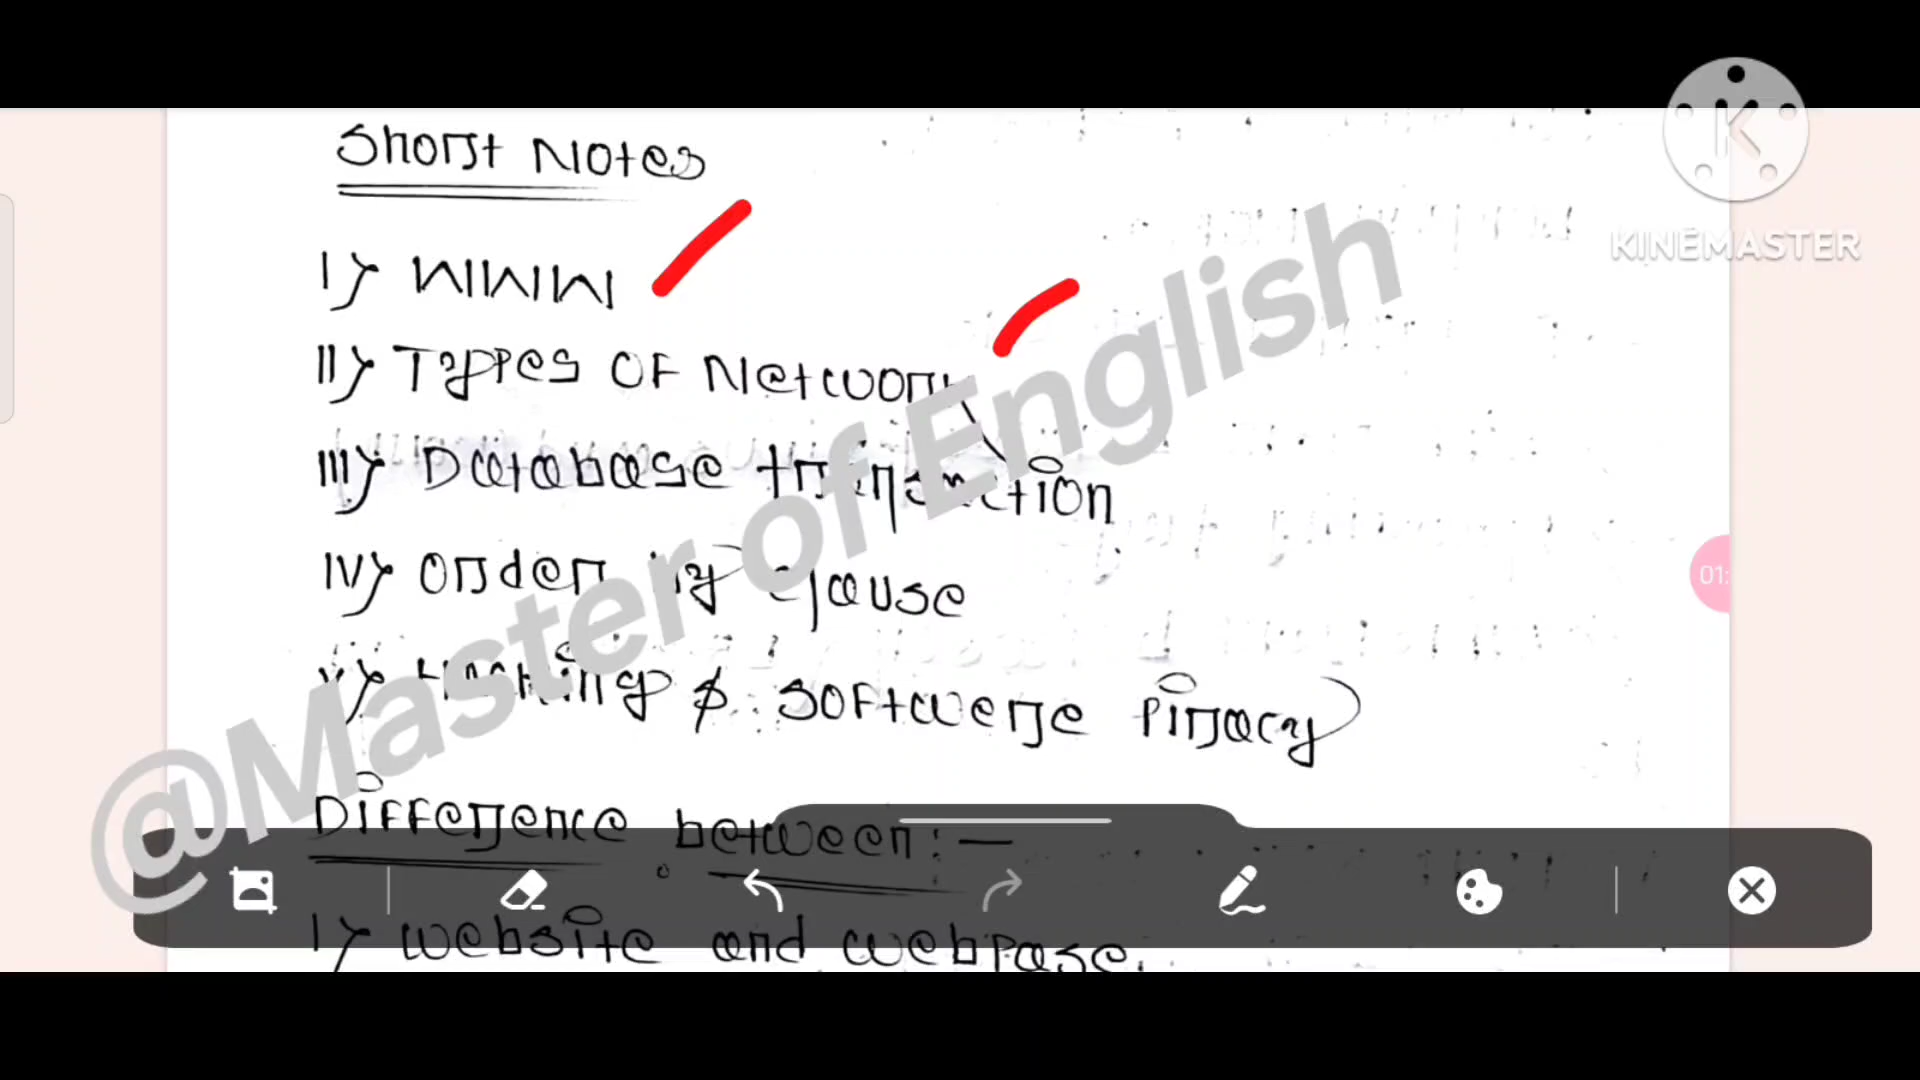 Short Notes
I) WWW
II) Types OF Network
III) Database transaction
IV) Order by clause
V) Hacking & Software Piracy
Difference between:—
I) Website and webpage.
@Master of English
KINEMASTER
01: